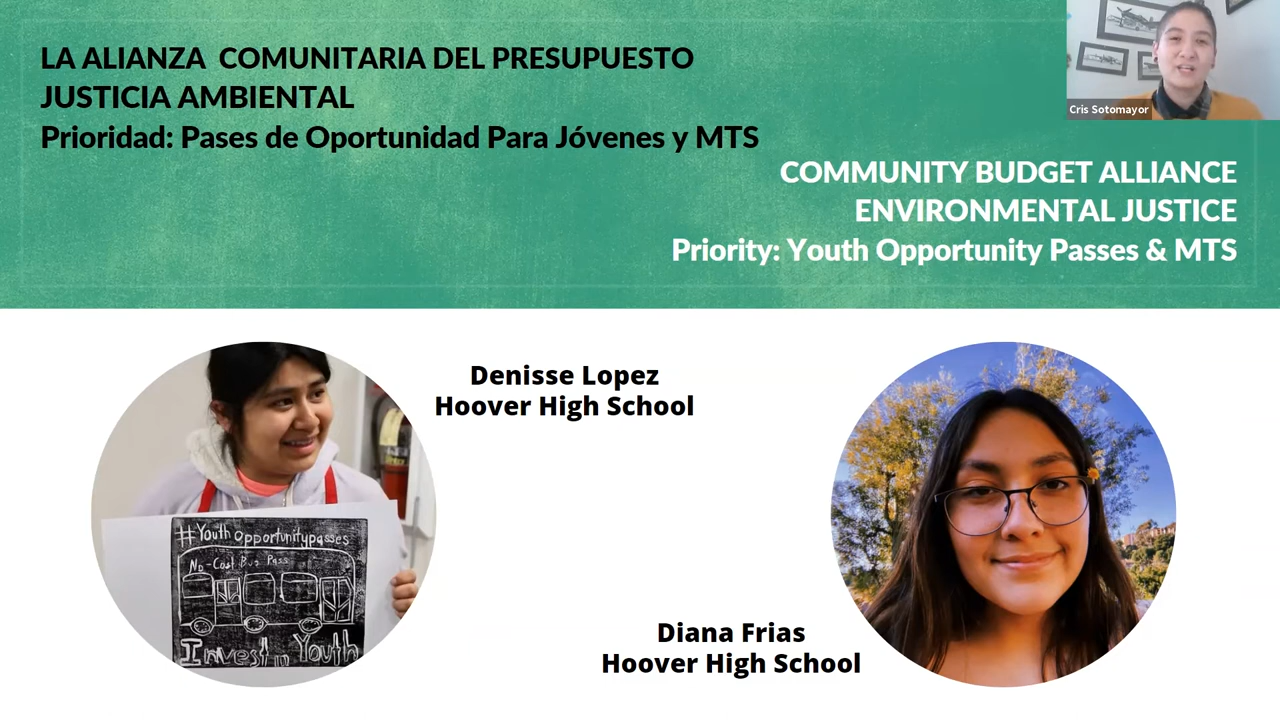 LA ALIANZA COMUNITARIA DEL PRESUPUESTO
JUSTICIA AMBIENTAL
Prioridad: Pases de Oportunidad Para Jóvenes y MTS
Cris Sotomayor
COMMUNITY BUDGET ALLIANCE
ENVIRONMENTAL JUSTICE
Priority: Youth Opportunity Passes & MTS
Denisse Lopez
Hoover High School
#Youth opportunitypasses
No-Cost Bus Pass
Invest in Youth
Diana Frias
Hoover High School